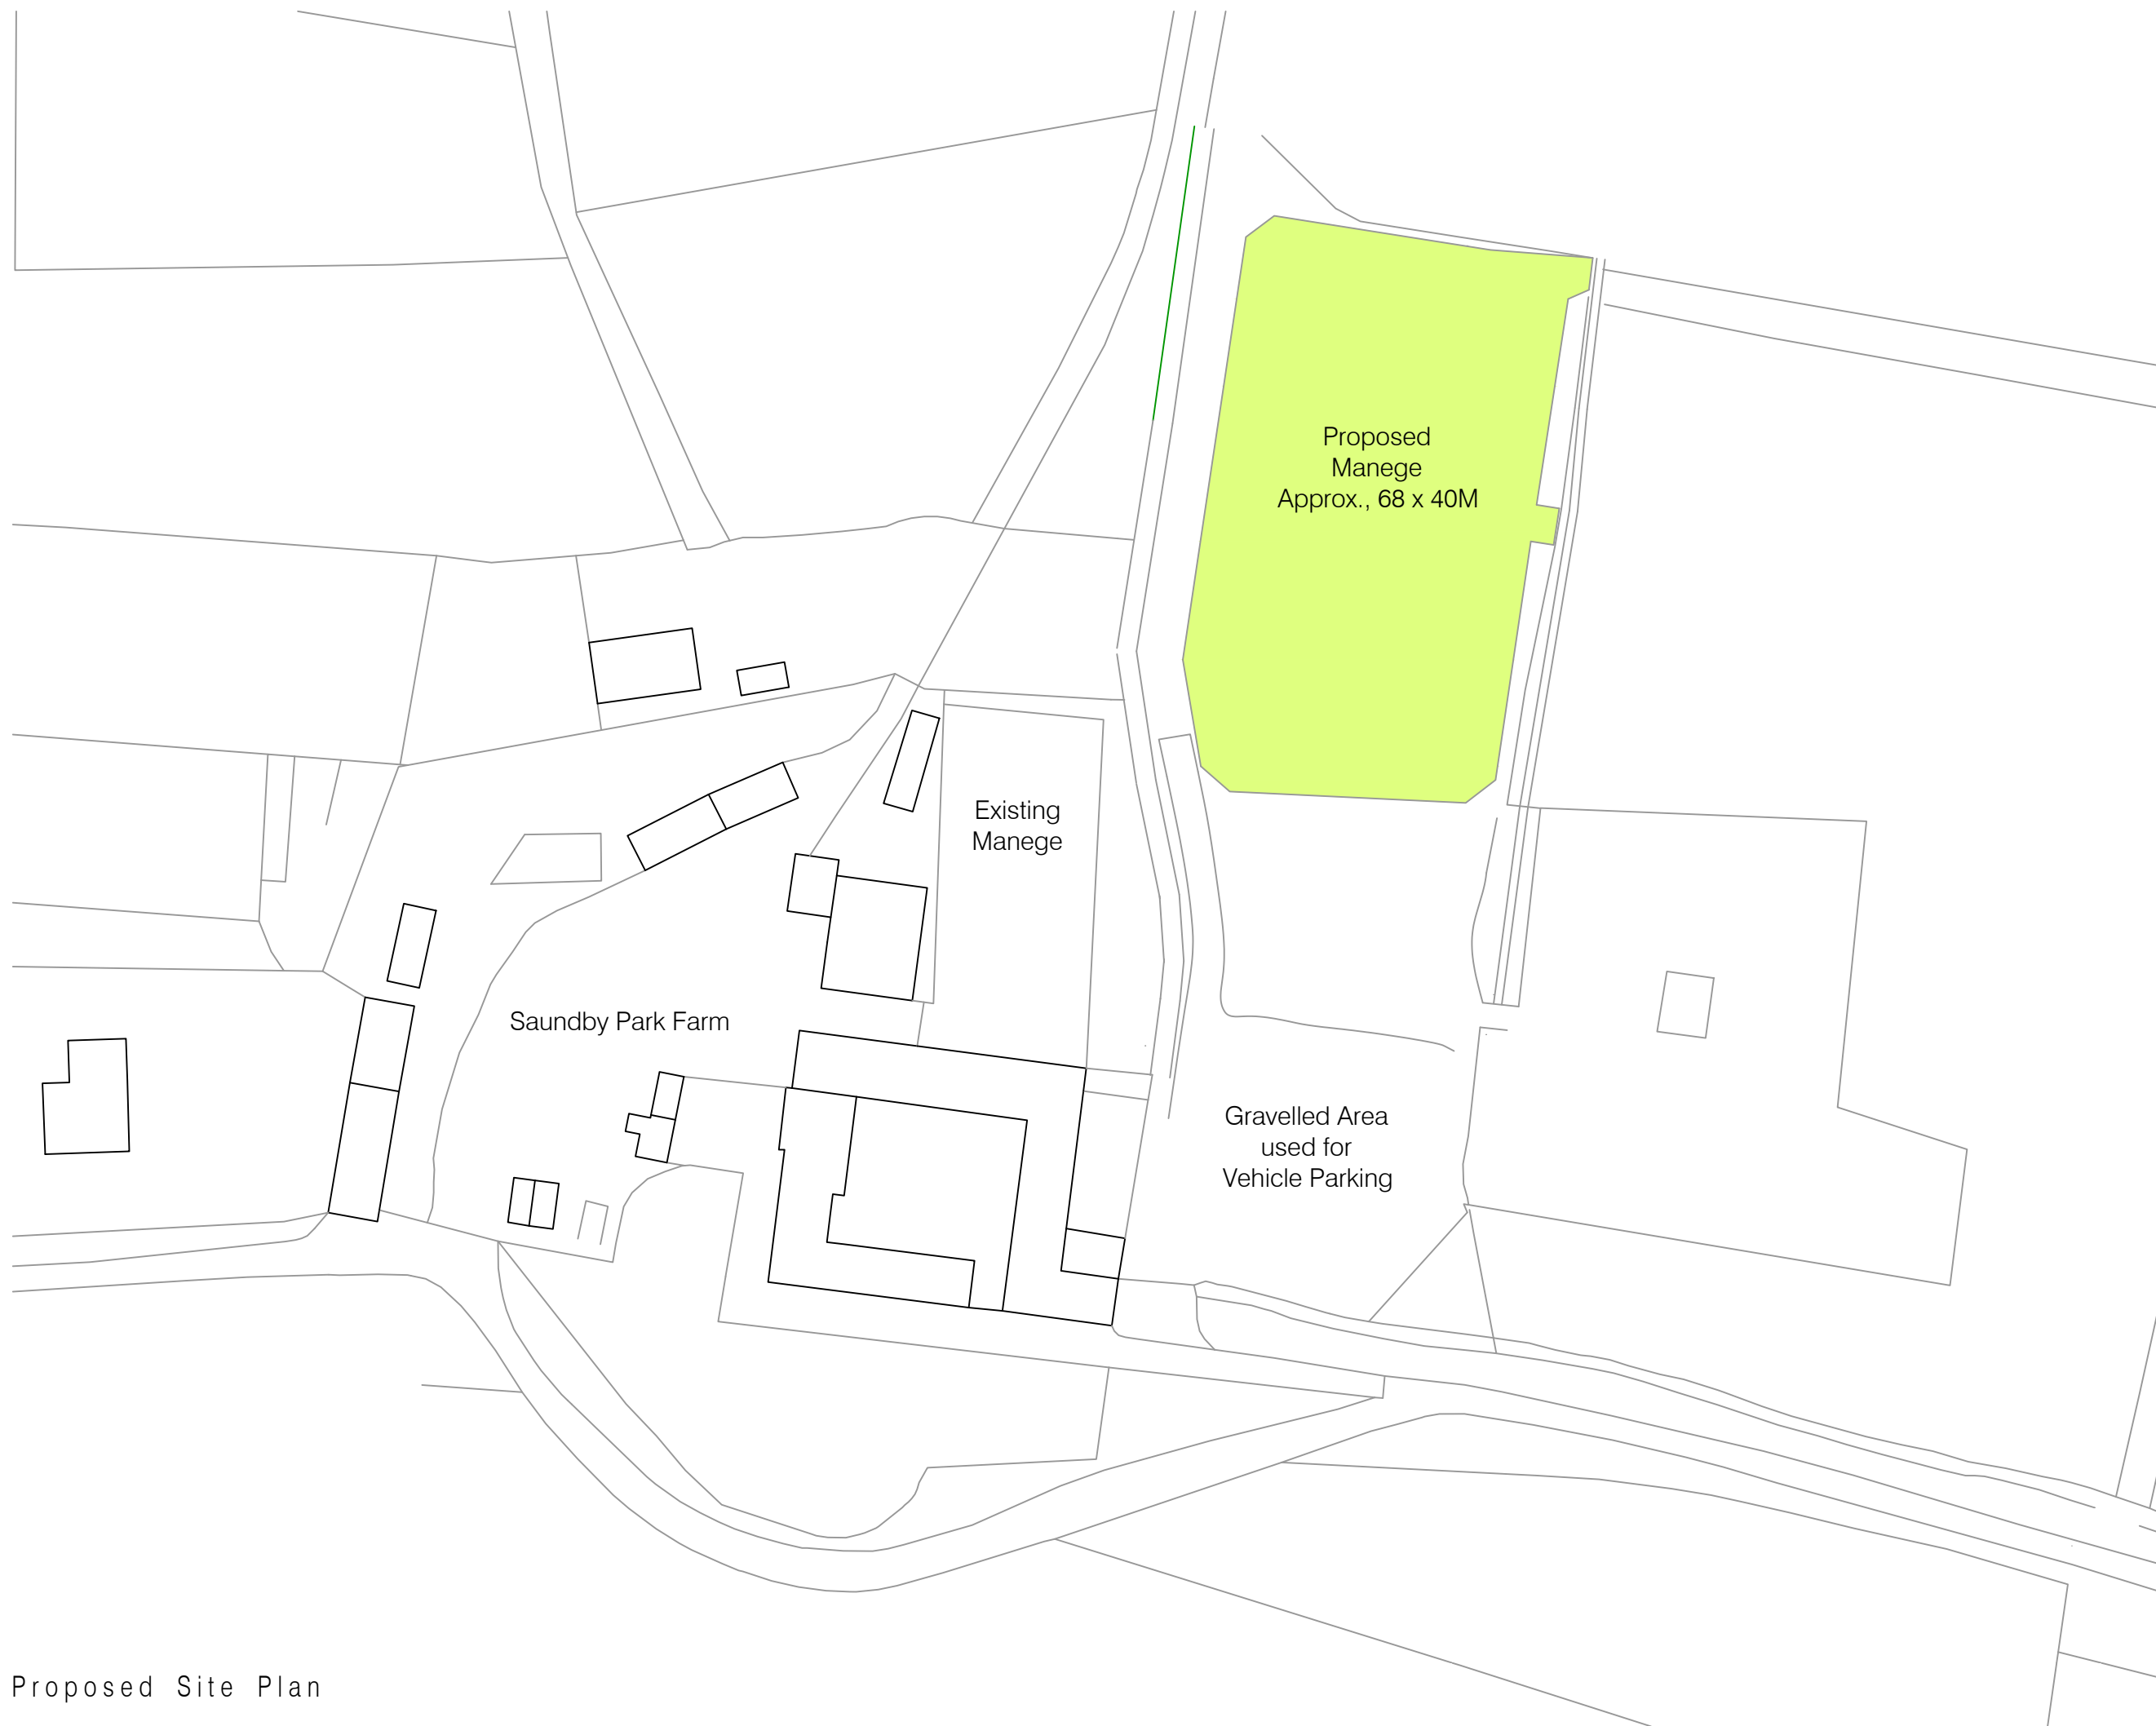 Proposed
Manege
Approx., 68 x 40M
Existing
Manege
Saundby Park Farm
Gravelled Area
used for
Vehicle Parking
Proposed Site Plan